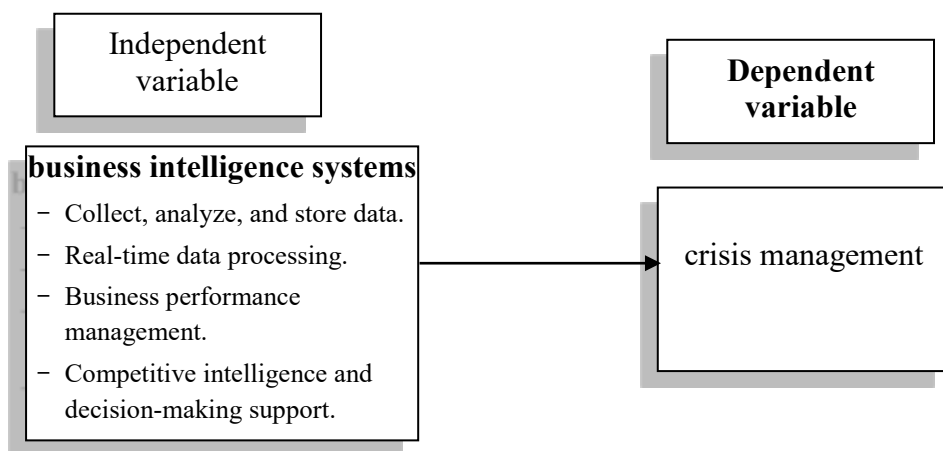 Independent
variable
Dependent
variable
business intelligence systems
− Collect, analyze, and store data.
− Real-time data processing.
− Business performance
management.
− Competitive intelligence and
decision-making support.
crisis management